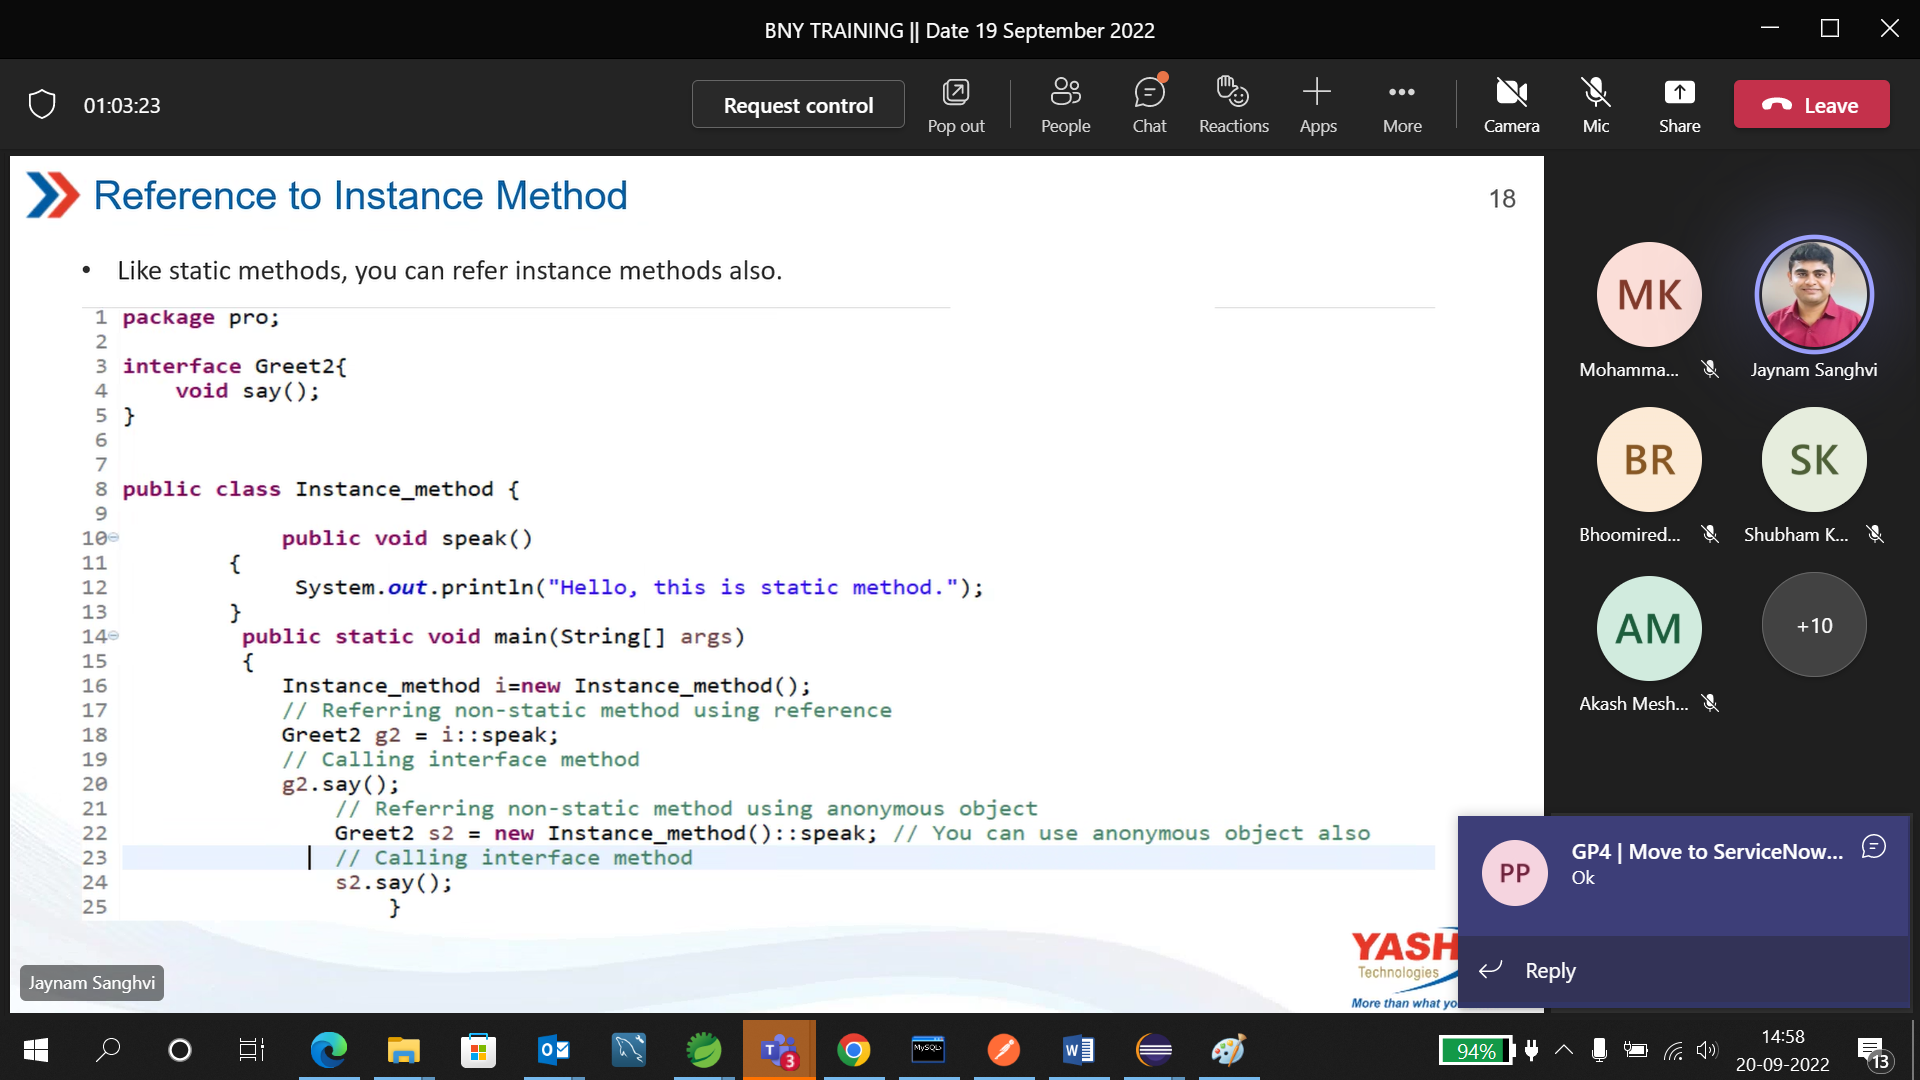 BNY TRAINING || Date 19 September 2022
01:03:23
Request control
Pop out
People
Chat
Reactions
Apps
More
Camera
Mic
Share
Leave
Reference to Instance Method
18
• Like static methods, you can refer instance methods also.
1 package pro;
2
3 interface Greet2{
4 void say();
5 }
6
7
8 public class Instance_method {
9
10 public void speak()
11 {
12 System.out.println("Hello, this is static method.");
13 }
14 public static void main(String[] args)
15 {
16 Instance_method i=new Instance_method();
17 // Referring non-static method using reference
18 Greet2 g2 = i::speak;
19 // Calling interface method
20 g2.say();
21 // Referring non-static method using anonymous object
22 Greet2 s2 = new Instance_method()::speak; // You can use anonymous object also
23 // Calling interface method
24 s2.say();
25 }
YASH
Technologies
More than what yo
Jaynam Sanghvi
MK
Mohamma...
Jaynam Sanghvi
BR
Bhoomired...
SK
Shubham K...
AM
Akash Mesh...
+10
PP
GP4 | Move to ServiceNow...
Ok
Reply
3
MySQL
94%
14:58
20-09-2022
13